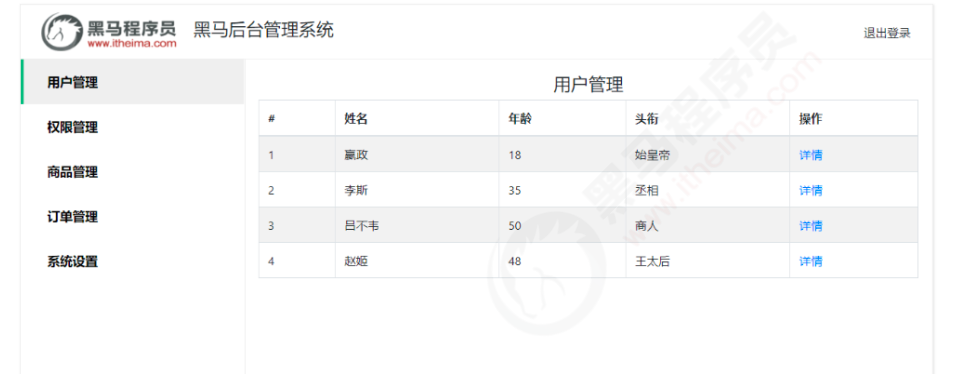 黑马程序员 黑马后台管理系统 退出登录
www.itheima.com
用户管理
权限管理
商品管理
订单管理
系统设置
用户管理
# 姓名 年龄 头衔 操作
1 嬴政 18 始皇帝 详情
2 李斯 35 丞相 详情
3 吕不韦 50 商人 详情
4 赵姬 48 王太后 详情
黑马程序员
www.itheima.com